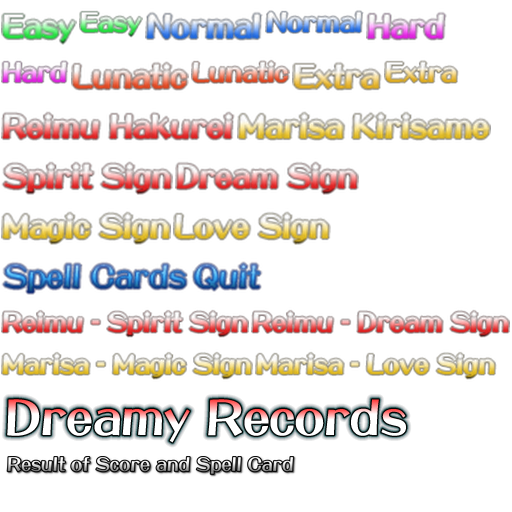 Easy Easy Normal Normal Hard
Hard Lunatic Lunatic Extra Extra
Reimu Hakurei Marisa Kirisame
Spirit Sign Dream Sign
Magic Sign Love Sign
Spell Cards Quit
Reimu - Spirit Sign Reimu - Dream Sign
Marisa - Magic Sign Marisa - Love Sign
Dreamy Records
Result of Score and Spell Card